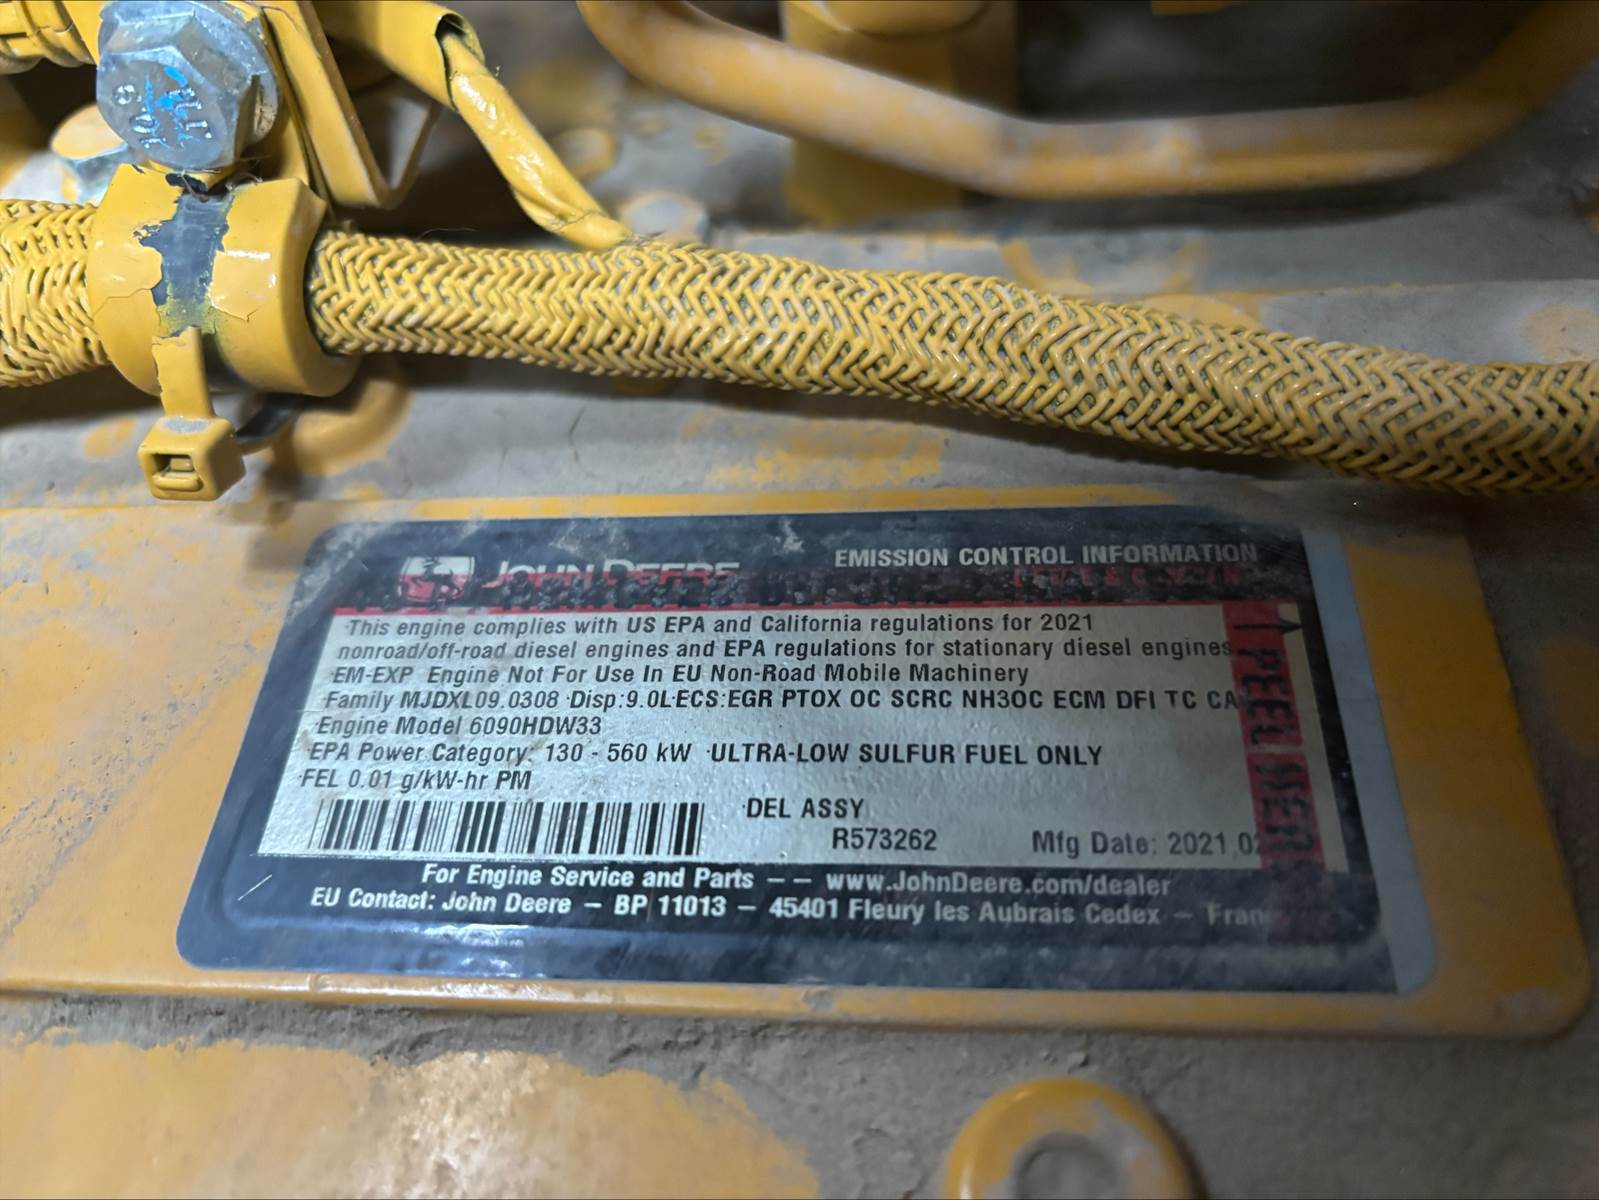 10.9
JOHN DEERE
EMISSION CONTROL INFORMATION
This engine complies with US EPA and California regulations for 2021
nonroad/off-road diesel engines and EPA regulations for stationary diesel engines.
EM-EXP Engine Not For Use In EU Non-Road Mobile Machinery
Family MJDXL09.0308 Disp:9.0L ECS:EGR PTOX OC SCRC NH3OC ECM DFI TC CA
Engine Model 6090HDW33
EPA Power Category: 130 - 560 kW ULTRA-LOW SULFUR FUEL ONLY
FEL 0.01 g/kW-hr PM
DEL ASSY
R573262
Mfg Date: 2021
PEEL HERE
For Engine Service and Parts -- www.JohnDeere.com/dealer
EU Contact: John Deere - BP 11013 - 45401 Fleury les Aubrais Cedex -